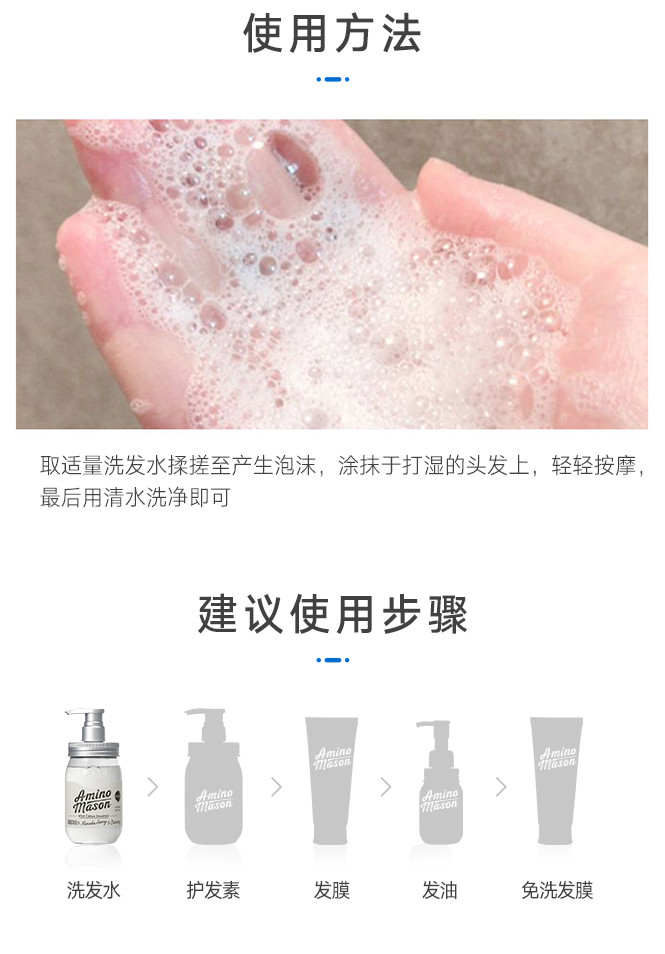 使用方法
取适量洗发水揉搓至产生泡沫，涂抹于打湿的头发上，轻轻按摩，
最后用清水洗净即可
建议使用步骤
Amino
Mason
Amino
Mason
Amino
Mason
Amino
Mason
Amino
Mason
洗发水
护发素
发膜
发油
免洗发膜